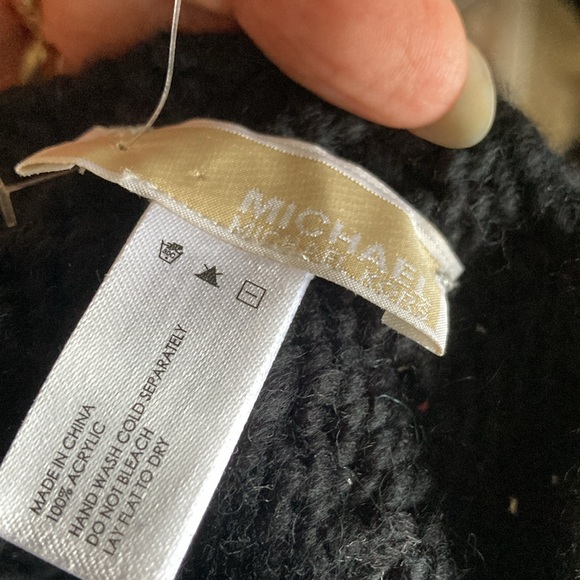 MICHAEL
MICHAEL KORS
MADE IN CHINA
100% ACRYLIC
HAND WASH COLD SEPARATELY
DO NOT BLEACH
LAY FLAT TO DRY